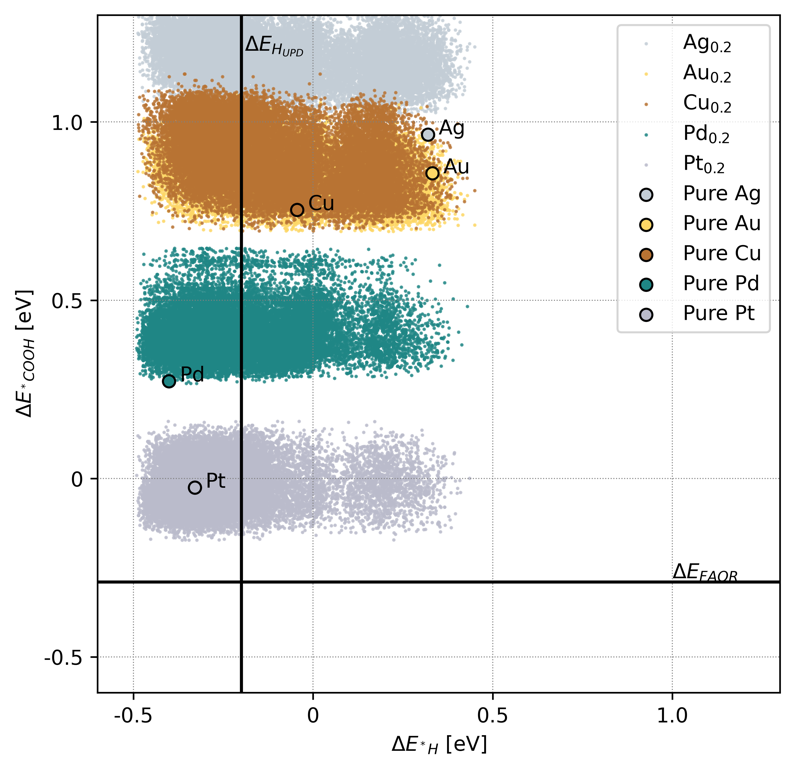 ΔE_{H_{UPD}}
Ag_{0.2}
Au_{0.2}
Cu_{0.2}
Pd_{0.2}
Pt_{0.2}
Pure Ag
Pure Au
Pure Cu
Pure Pd
Pure Pt
Ag
Au
Cu
Pd
Pt
ΔE_{FAOR}
1.0
0.5
0
-0.5
ΔE_{*COOH} [eV]
-0.5
0
0.5
1.0
ΔE_{*H} [eV]